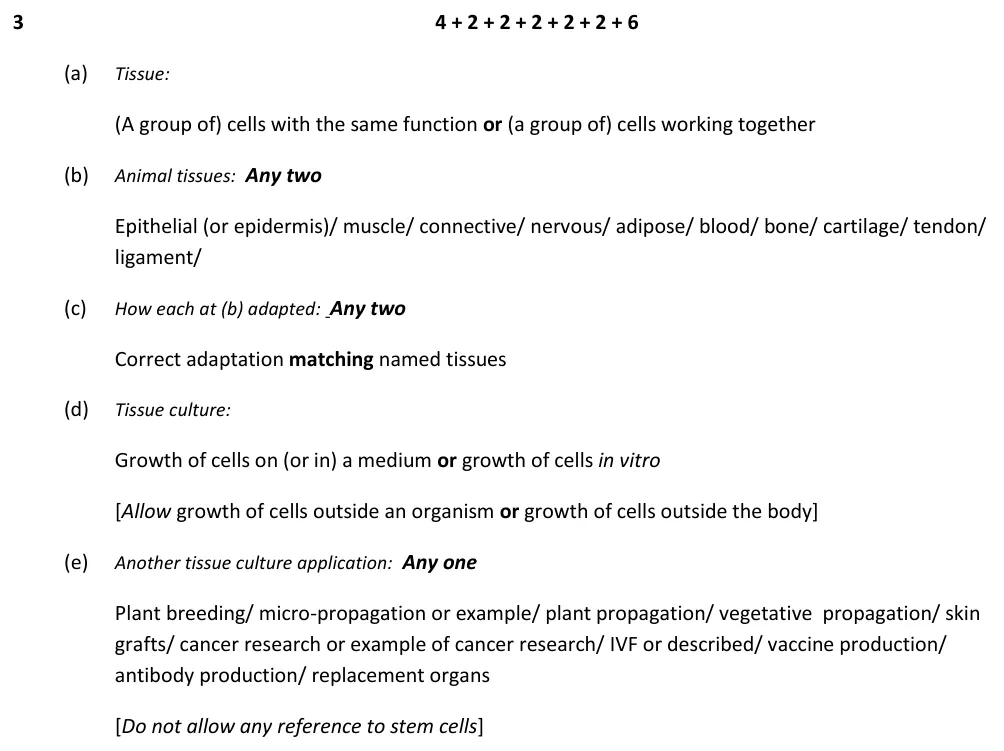 3 4 + 2 + 2 + 2 + 2 + 2 + 6
(a) Tissue:
(A group of) cells with the same function or (a group of) cells working together
(b) Animal tissues: Any two
Epithelial (or epidermis)/ muscle/ connective/ nervous/ adipose/ blood/ bone/ cartilage/ tendon/
ligament/
(c) How each at (b) adapted: Any two
Correct adaptation matching named tissues
(d) Tissue culture:
Growth of cells on (or in) a medium or growth of cells in vitro
[Allow growth of cells outside an organism or growth of cells outside the body]
(e) Another tissue culture application: Any one
Plant breeding/ micro-propagation or example/ plant propagation/ vegetative propagation/ skin
grafts/ cancer research or example of cancer research/ IVF or described/ vaccine production/
antibody production/ replacement organs
[Do not allow any reference to stem cells]